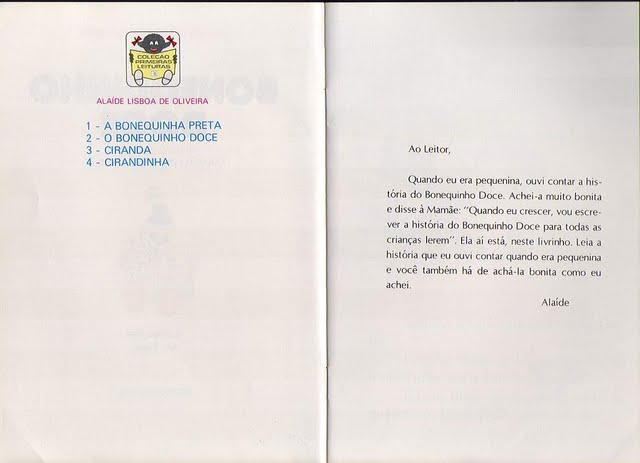 COLEÇÃO
PRIMEIRAS
LEITURAS
ALAÍDE LISBOA DE OLIVEIRA
1 - A BONEQUINHA PRETA
2 - O BONEQUINHO DOCE
3 - CIRANDA
4 - CIRANDINHA
Ao Leitor,
Quando eu era pequenina, ouvi contar a his-
tória do Bonequinho Doce. Achei-a muito bonita
e disse à Mamãe: "Quando eu crescer, vou escre-
ver a história do Bonequinho Doce para todas as
crianças lerem". Ela aí está, neste livrinho. Leia a
história que eu ouvi contar quando era pequenina
e você também há de achá-la bonita como eu
achei.
Alaíde